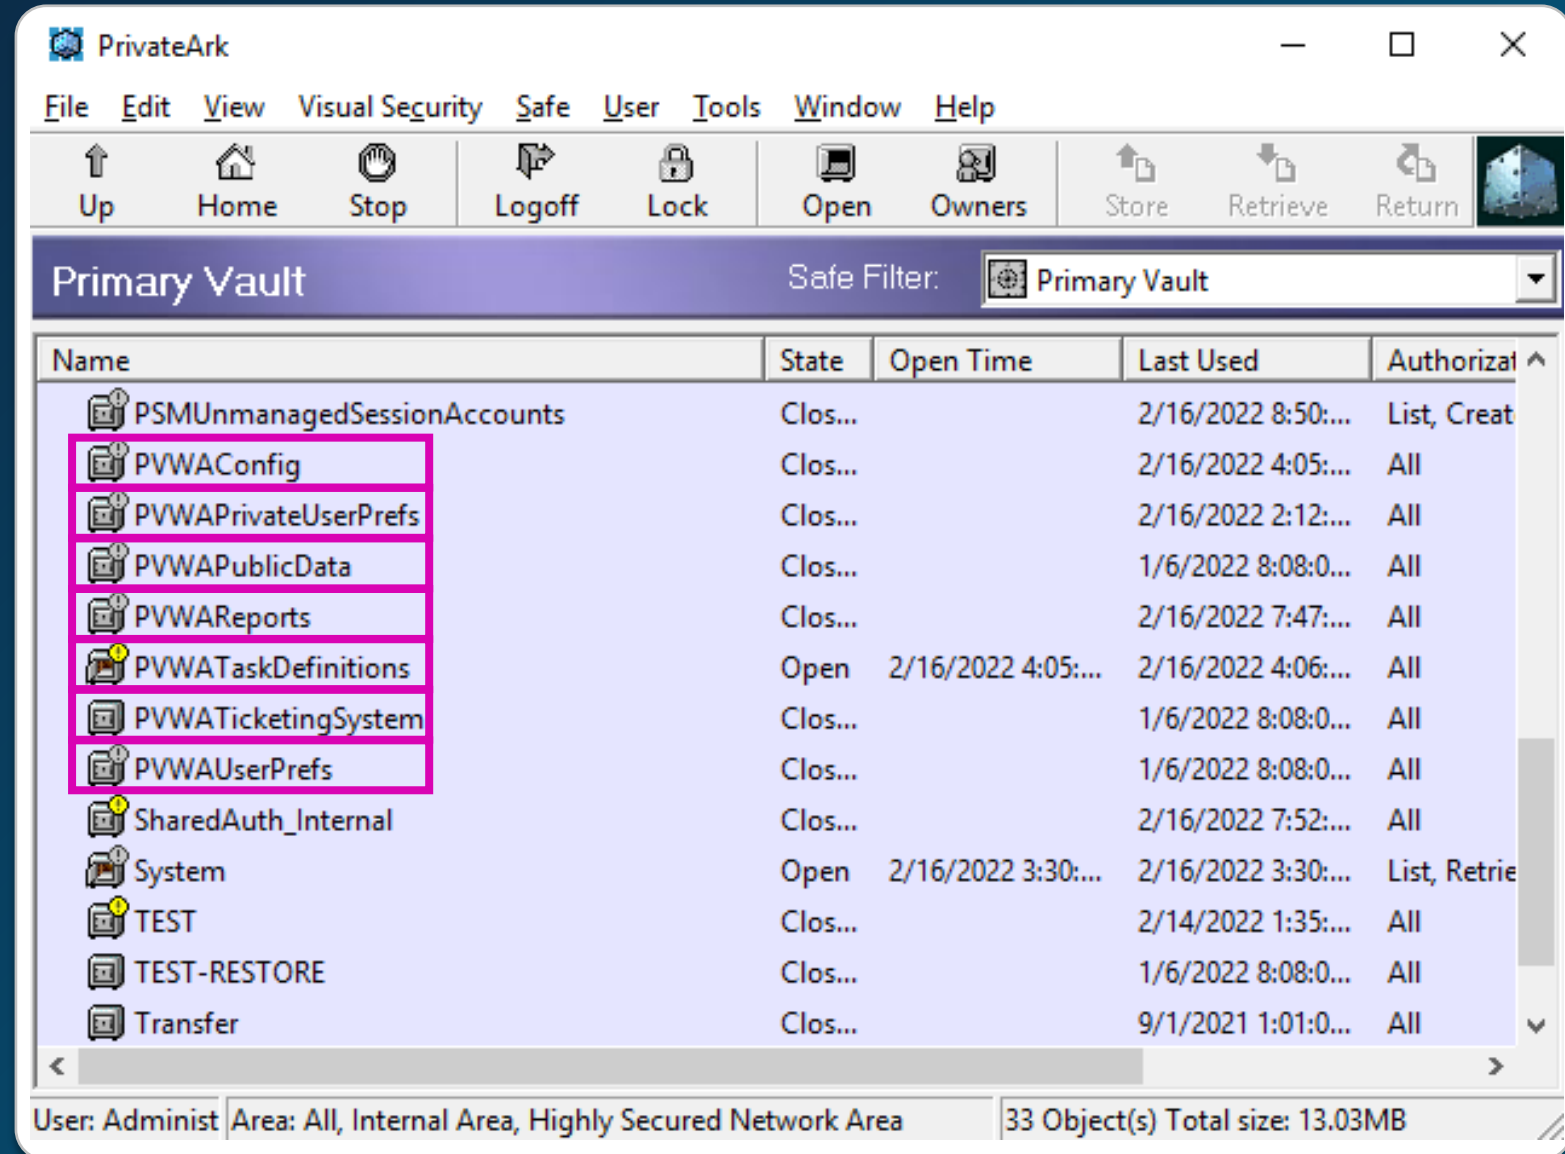 PrivateArk
File Edit View Visual Security Safe User Tools Window Help
Up Home Stop Logoff Lock Open Owners Store Retrieve Return
Primary Vault Safe Filter: Primary Vault
Name State Open Time Last Used Authorizat
PSMUnmanagedSessionAccounts Clos... 2/16/2022 8:50:... List, Creat
PVWAConfig Clos... 2/16/2022 4:05:... All
PVWAPrivateUserPrefs Clos... 2/16/2022 2:12:... All
PVWAPublicData Clos... 1/6/2022 8:08:0... All
PVWAReports Clos... 2/16/2022 7:47:... All
PVWATaskDefinitions Open 2/16/2022 4:05:... 2/16/2022 4:06:... All
PVWATicketingSystem Clos... 1/6/2022 8:08:0... All
PVWAUserPrefs Clos... 1/6/2022 8:08:0... All
SharedAuth_Internal Clos... 2/16/2022 7:52:... All
System Open 2/16/2022 3:30:... 2/16/2022 3:30:... List, Retrie
TEST Clos... 2/14/2022 1:35:... All
TEST-RESTORE Clos... 1/6/2022 8:08:0... All
Transfer Clos... 9/1/2021 1:01:0... All
User: Administ Area: All, Internal Area, Highly Secured Network Area 33 Object(s) Total size: 13.03MB